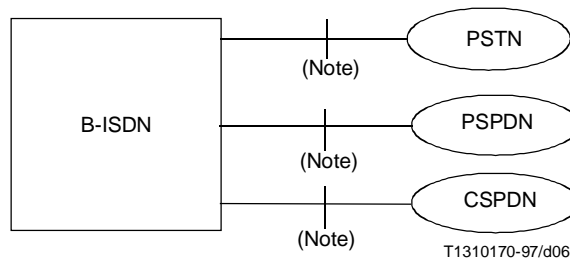 PSTN
(Note)
B-ISDN
PSPDN
(Note)
CSPDN
(Note)
T1310170-97/d06